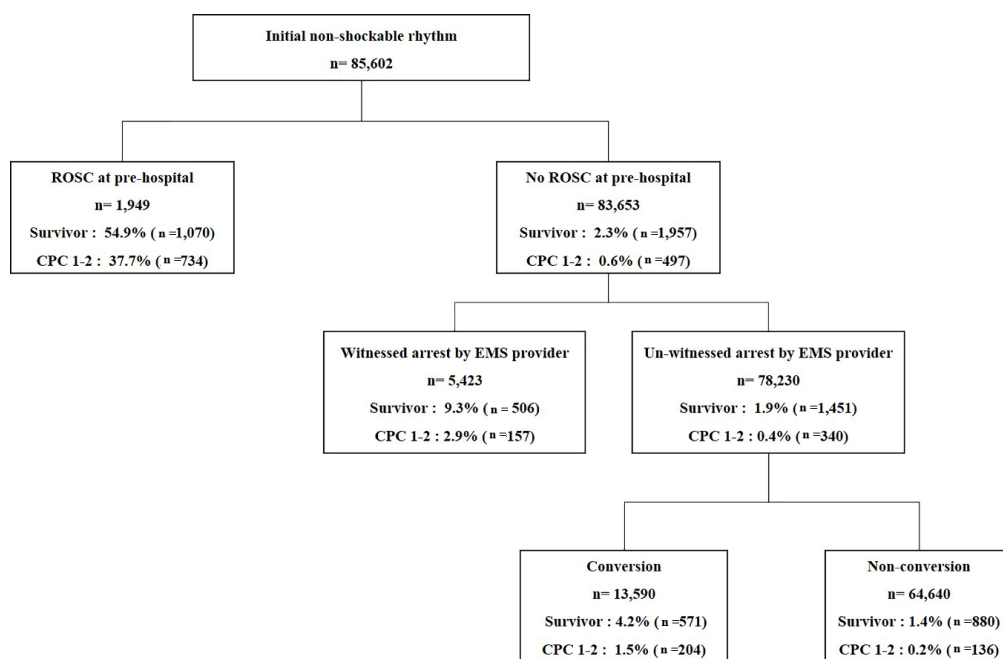 Initial non-shockable rhythm
n= 85,602
ROSC at pre-hospital
n= 1,949
Survivor : 54.9% ( n =1,070)
CPC 1-2 : 37.7% ( n =734)
No ROSC at pre-hospital
n= 83,653
Survivor : 2.3% ( n =1,957)
CPC 1-2 : 0.6% ( n =497)
Witnessed arrest by EMS provider
n= 5,423
Survivor : 9.3% ( n = 506)
CPC 1-2 : 2.9% ( n =157)
Un-witnessed arrest by EMS provider
n= 78,230
Survivor : 1.9% ( n =1,451)
CPC 1-2 : 0.4% ( n =340)
Conversion
n= 13,590
Survivor : 4.2% ( n =571)
CPC 1-2 : 1.5% ( n =204)
Non-conversion
n= 64,640
Survivor : 1.4% ( n =880)
CPC 1-2 : 0.2% ( n =136)